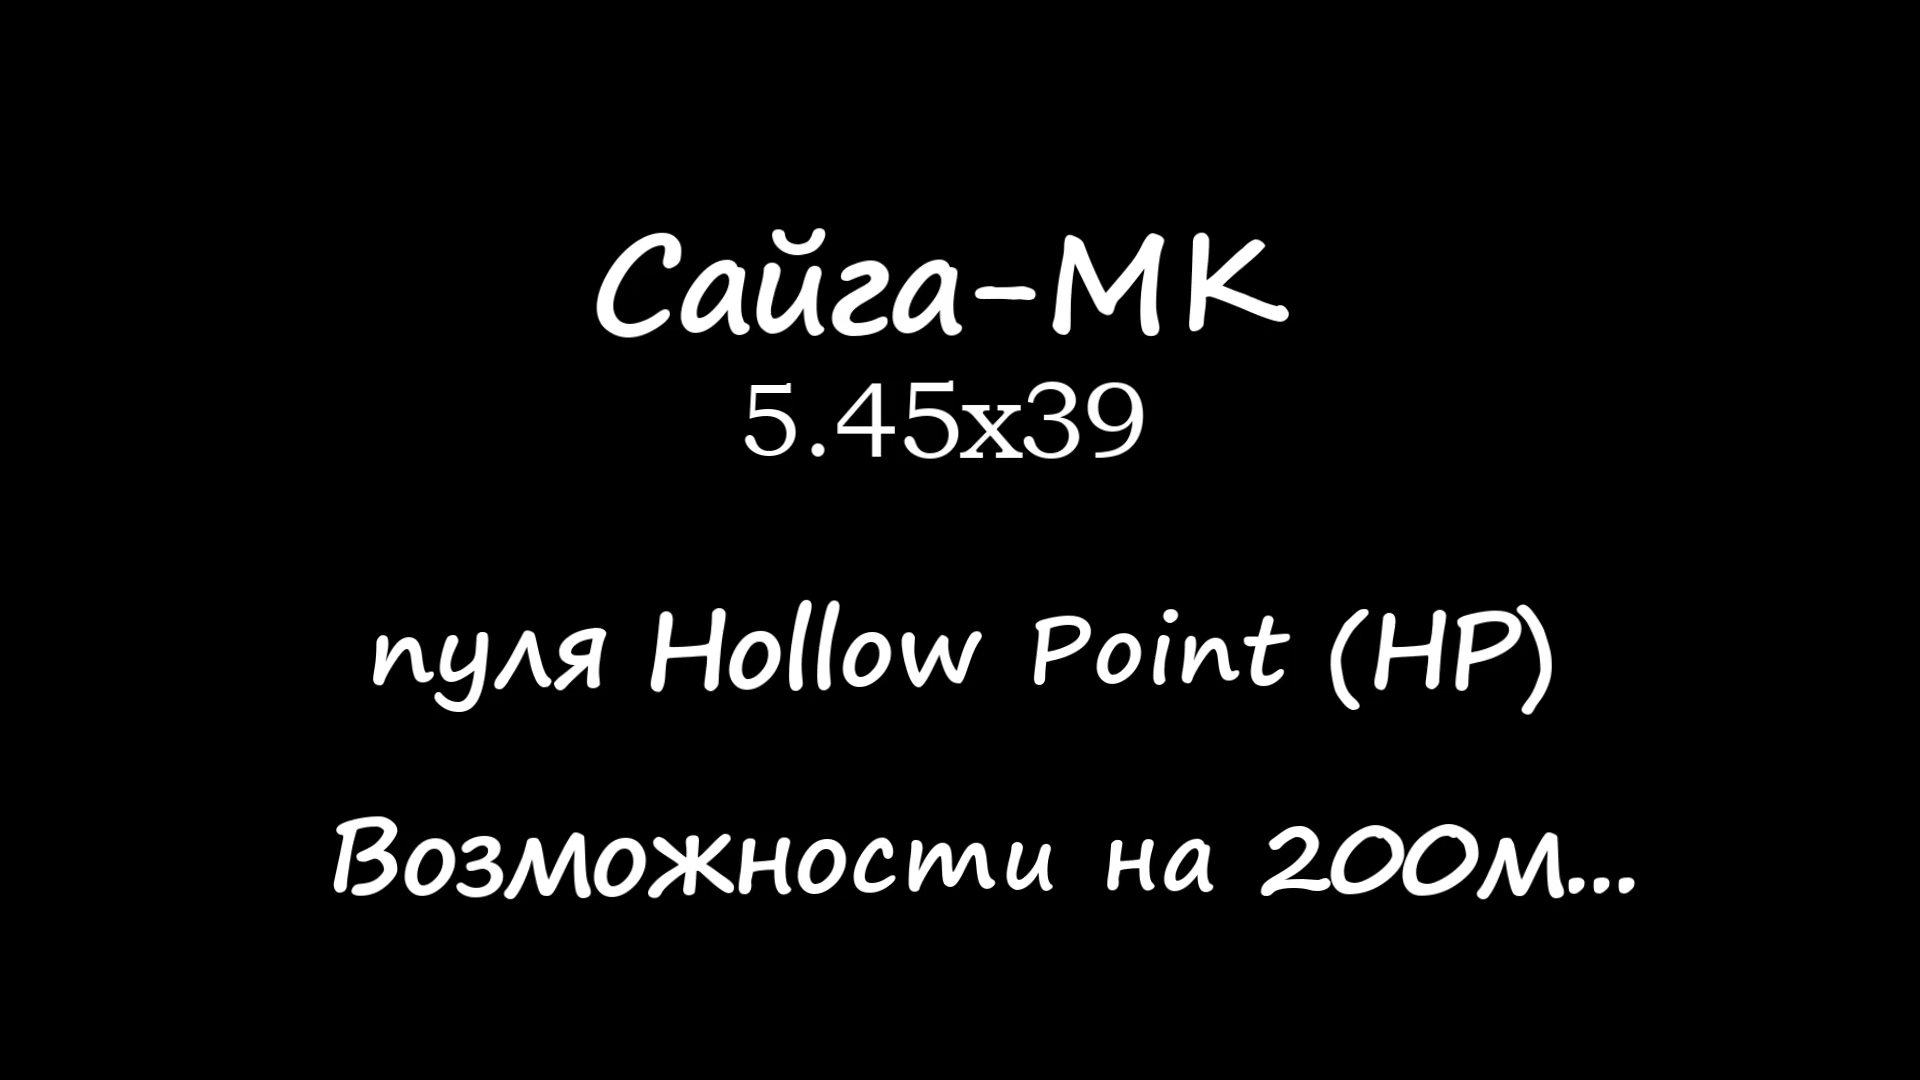 Сайга-МК
5.45x39
пуля Hollow Point (HP)
Возможности на 200м...